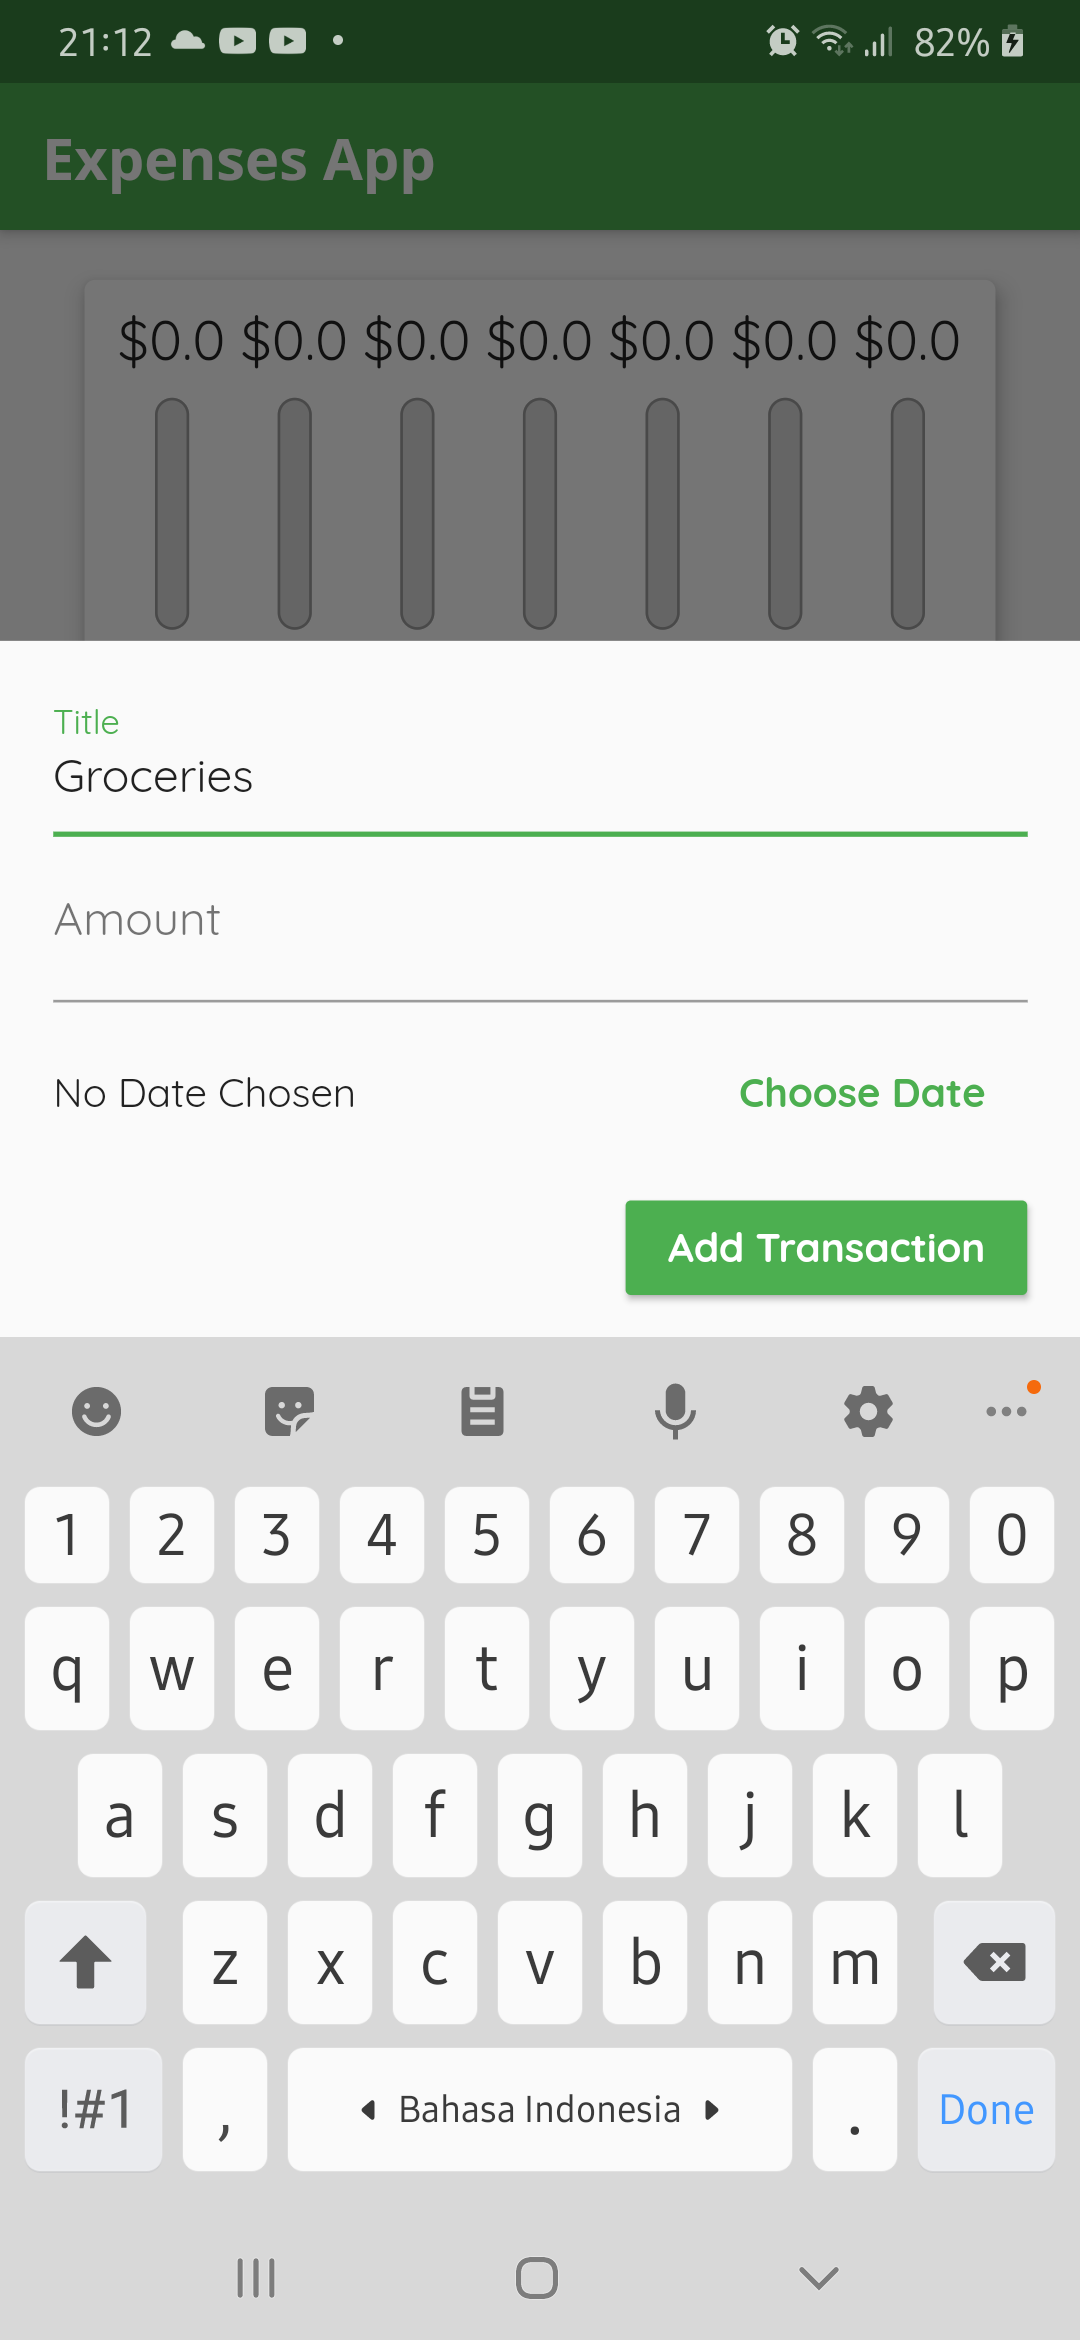 21:12 82%
Expenses App
$0.0 $0.0 $0.0 $0.0 $0.0 $0.0 $0.0
Title
Groceries
Amount
No Date Chosen Choose Date
Add Transaction
1 2 3 4 5 6 7 8 9 0
q w e r t y u i o p
a s d f g h j k l
z x c v b n m
!#1 , Bahasa Indonesia . Done